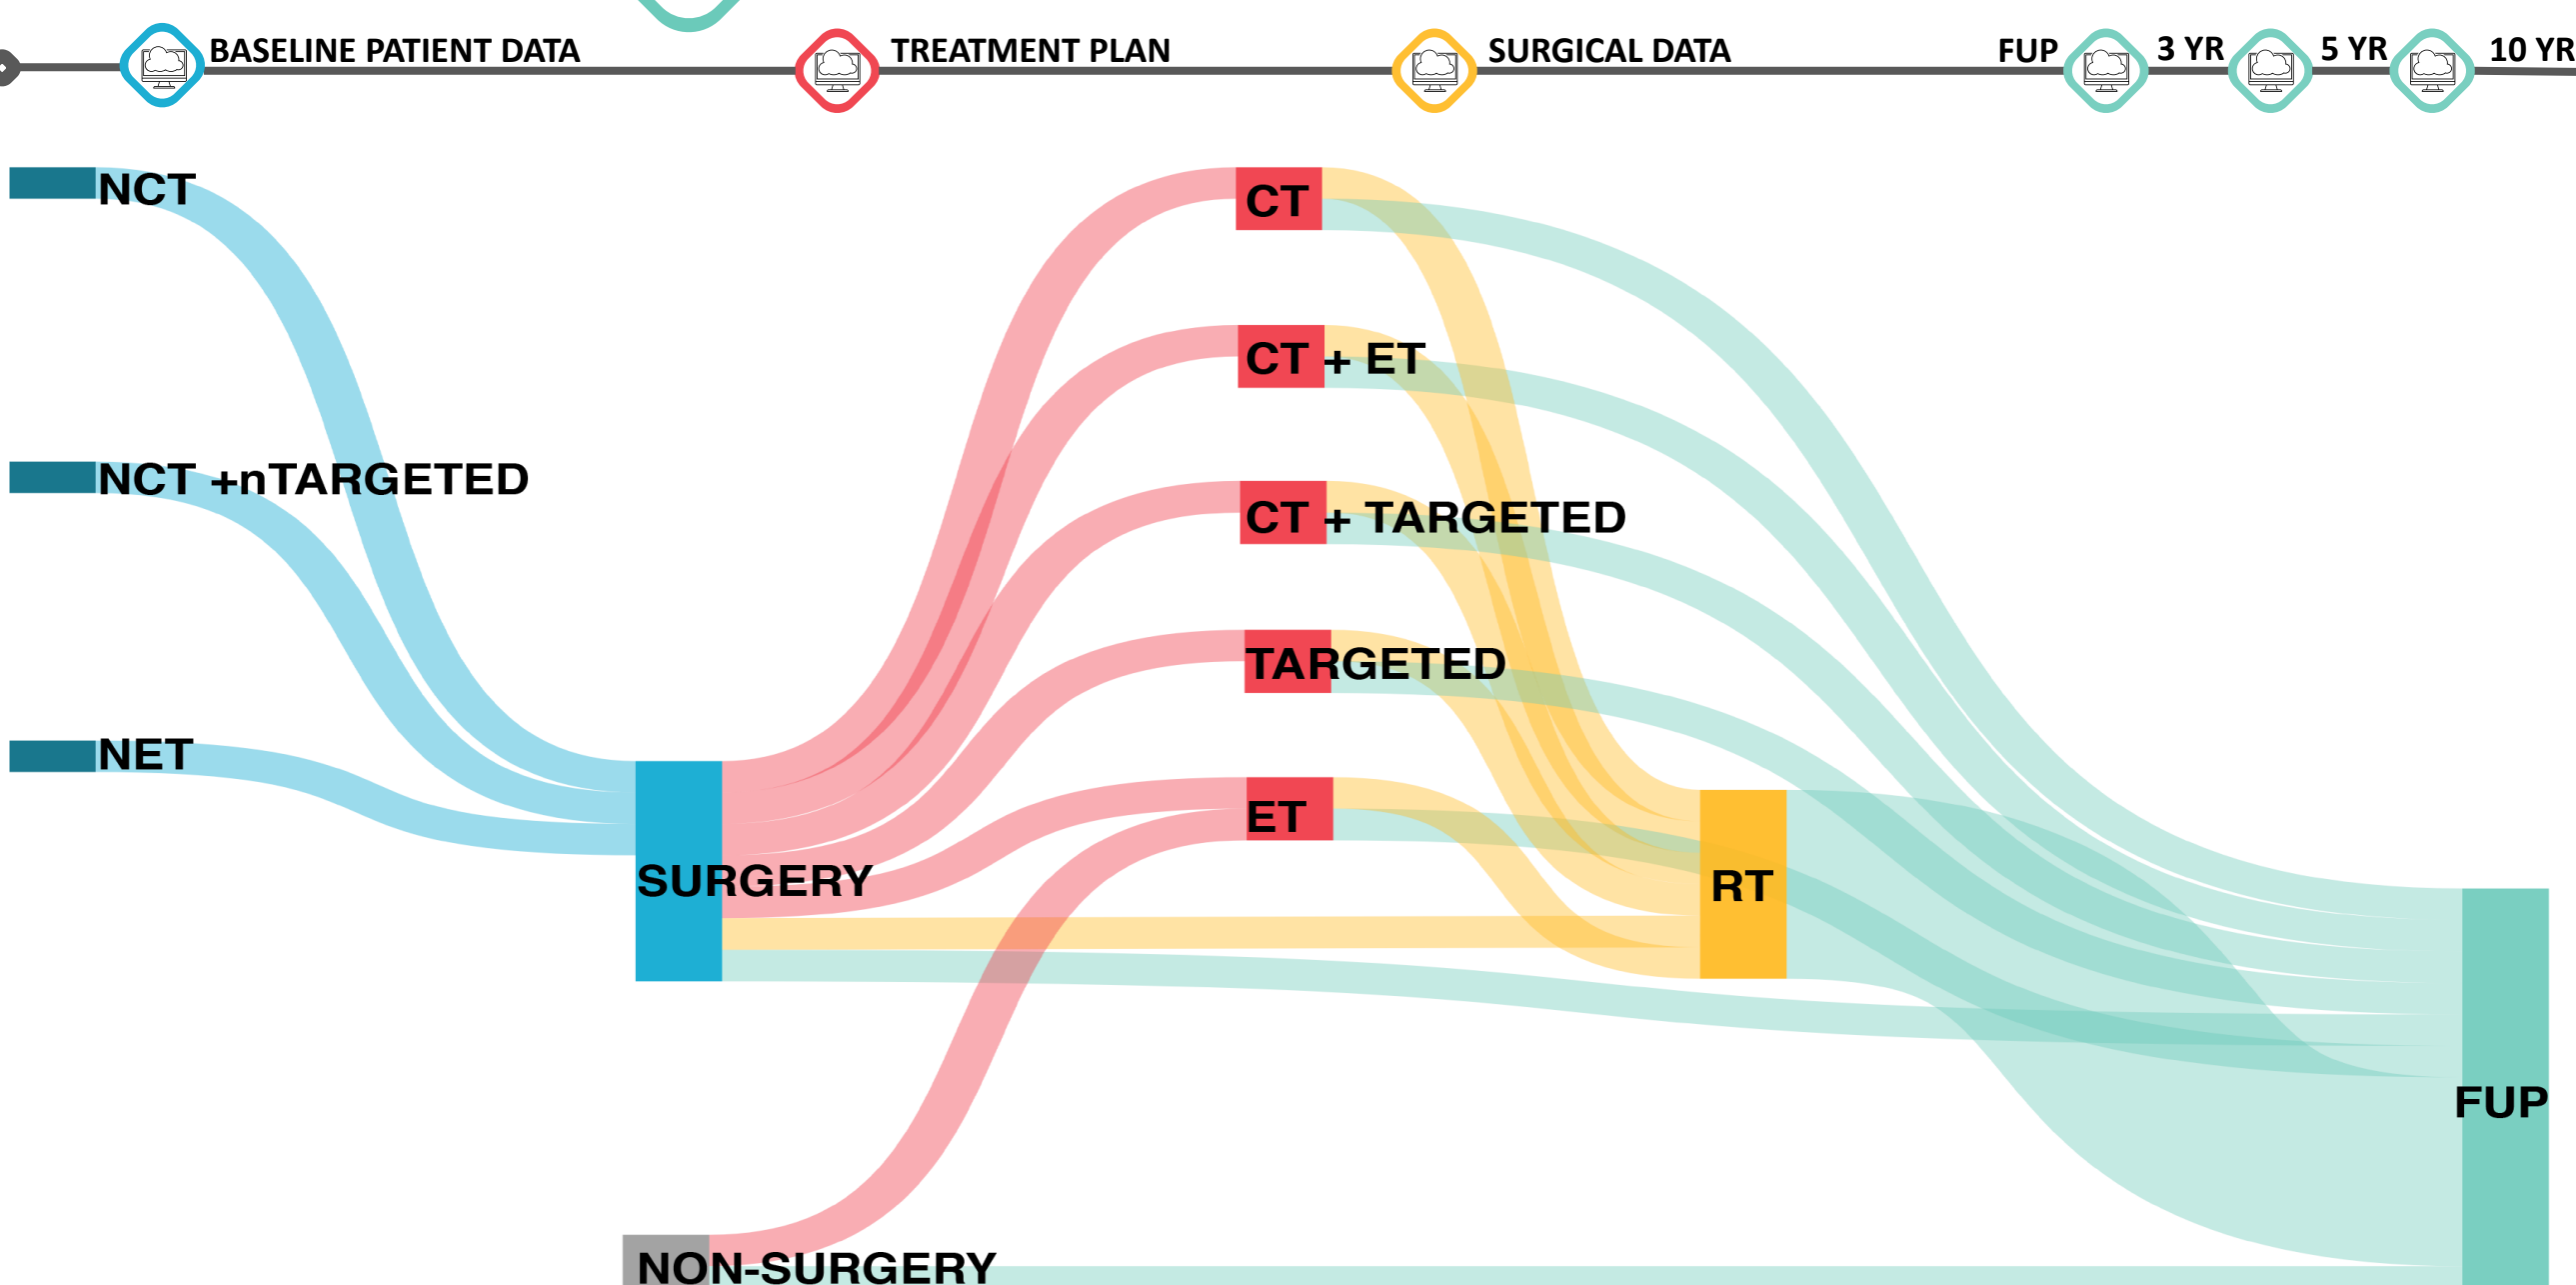 BASELINE PATIENT DATA
TREATMENT PLAN
SURGICAL DATA
FUP
3 YR
5 YR
10 YR
NCT
CT
CT + ET
NCT +nTARGETED
CT + TARGETED
TARGETED
NET
ET
SURGERY
RT
FUP
NON-SURGERY